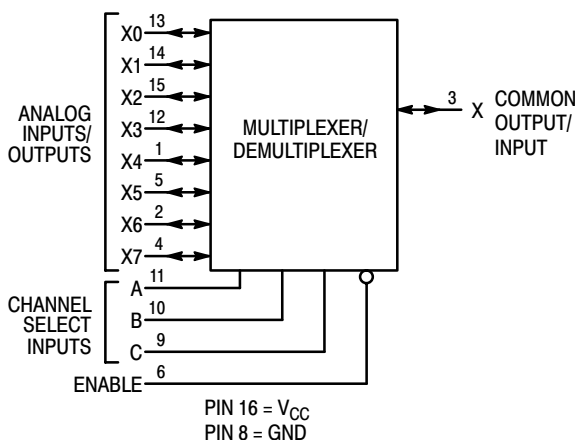 X0 13
X1 14
X2 15
X3 12
X4 1
X5 5
X6 2
X7 4
ANALOG
INPUTS/
OUTPUTS
MULTIPLEXER/
DEMULTIPLEXER
3 X COMMON
OUTPUT/
INPUT
A 11
B 10
C 9
CHANNEL
SELECT
INPUTS
ENABLE 6
PIN 16 = VCC
PIN 8 = GND